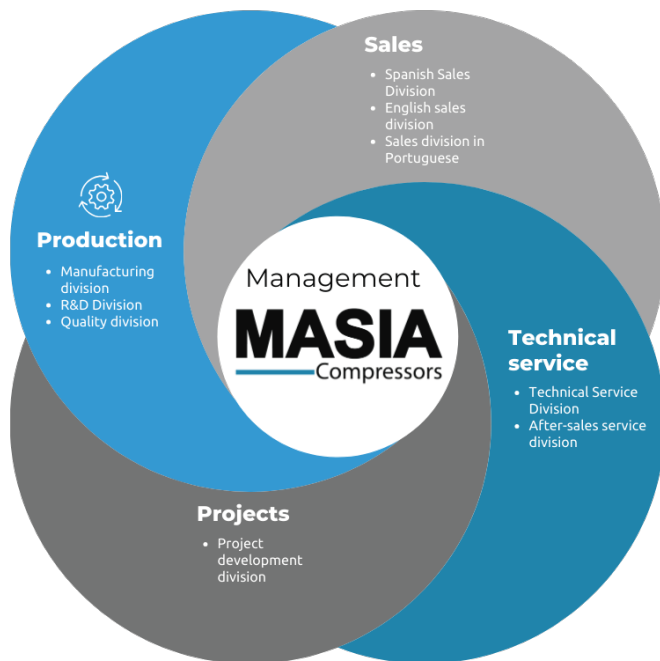 Sales
• Spanish Sales
Division
• English sales
division
• Sales division in
Portuguese
Production
• Manufacturing
division
• R&D Division
• Quality division
Management
MASIA
Compressors
Technical
service
• Technical Service
Division
• After-sales service
division
Projects
• Project
development
division